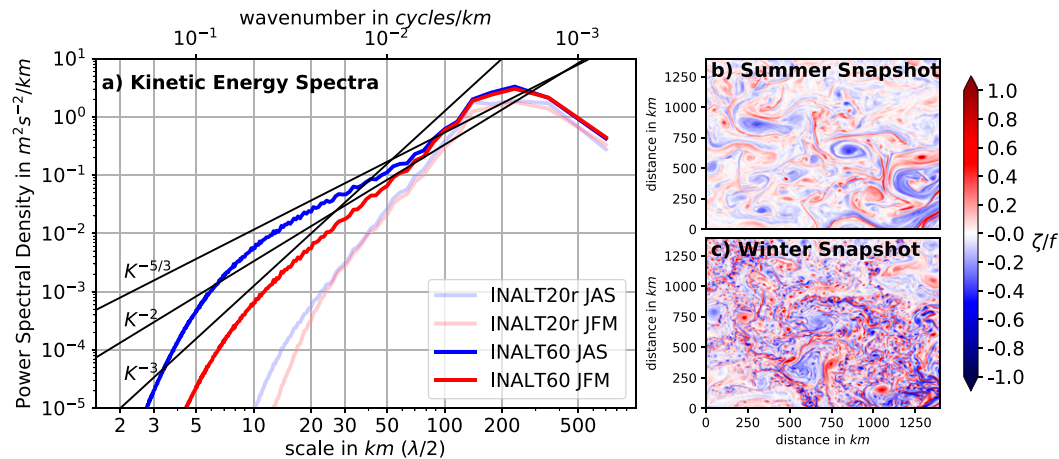 wavenumber in cycles/km
10⁻¹ 10⁻² 10⁻³
a) Kinetic Energy Spectra
Power Spectral Density in m²s⁻²/km
10¹
10⁰
10⁻¹
10⁻²
10⁻³
10⁻⁴
10⁻⁵
K⁻⁵/³
K⁻²
K⁻³
INALT20r JAS
INALT20r JFM
INALT60 JAS
INALT60 JFM
2 3 5 10 20 30 50 100 200 500
scale in km (λ/2)
b) Summer Snapshot
distance in km
1250
1000
750
500
250
0
c) Winter Snapshot
distance in km
1250
1000
750
500
250
0
0 250 500 750 1000 1250
distance in km
1.0
0.8
0.6
0.4
0.2
-0.0
-0.2
-0.4
-0.6
-0.8
-1.0
ζ/f